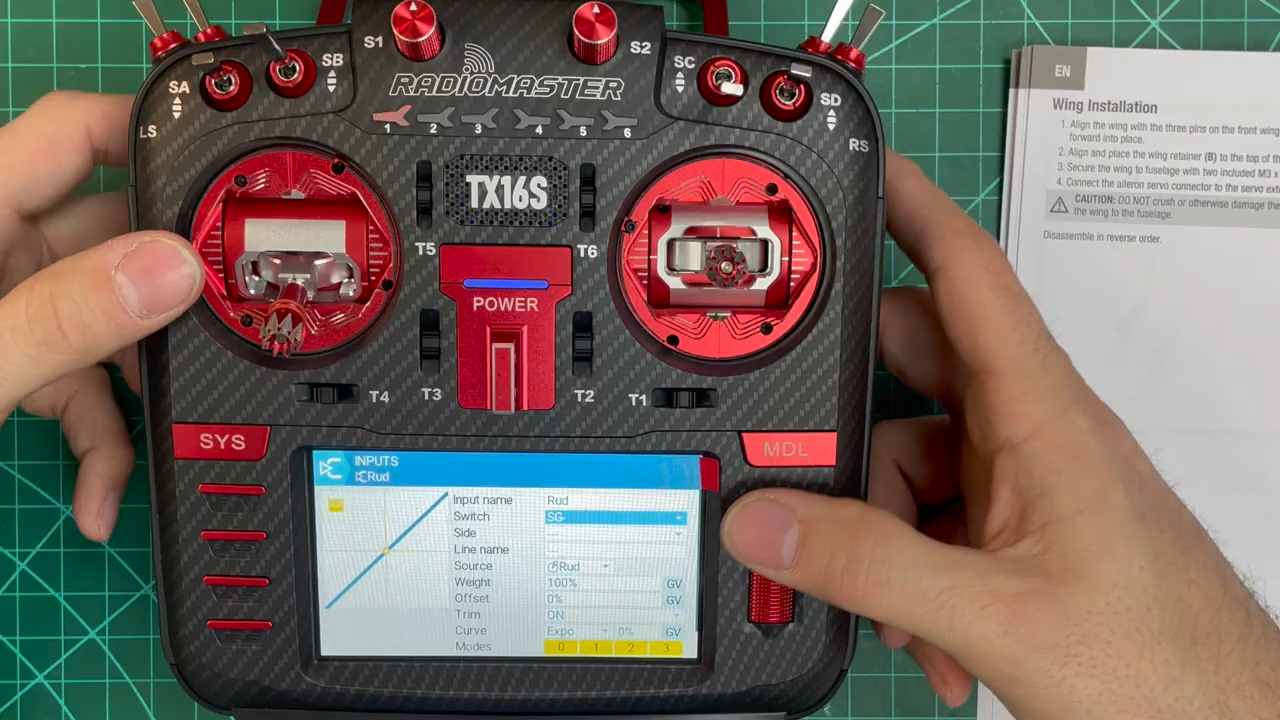 S1
S2
SA
SB
SC
SD
LS
RS
RADIOMASTER
1 2 3 4 5 6
TX16S
T5
T6
POWER
T4
T3
T2
T1
SYS
MDL
INPUTS
Rud
Input name Rud
Switch SG-
Side ---
Line name ---
Source Rud
Weight 100% GV
Offset 0% GV
Trim ON
Curve Expo 0% GV
Modes 0 1 2 3
EN
Wing Installation
1. Align the wing with the three pins on the front wing
forward into place.
2. Align and place the wing retainer (B) to the top of th
3. Secure the wing to fuselage with two included M3 x
4. Connect the aileron servo connector to the servo ext
CAUTION: DO NOT crush or otherwise damage the
the wing to the fuselage.
Disassemble in reverse order.